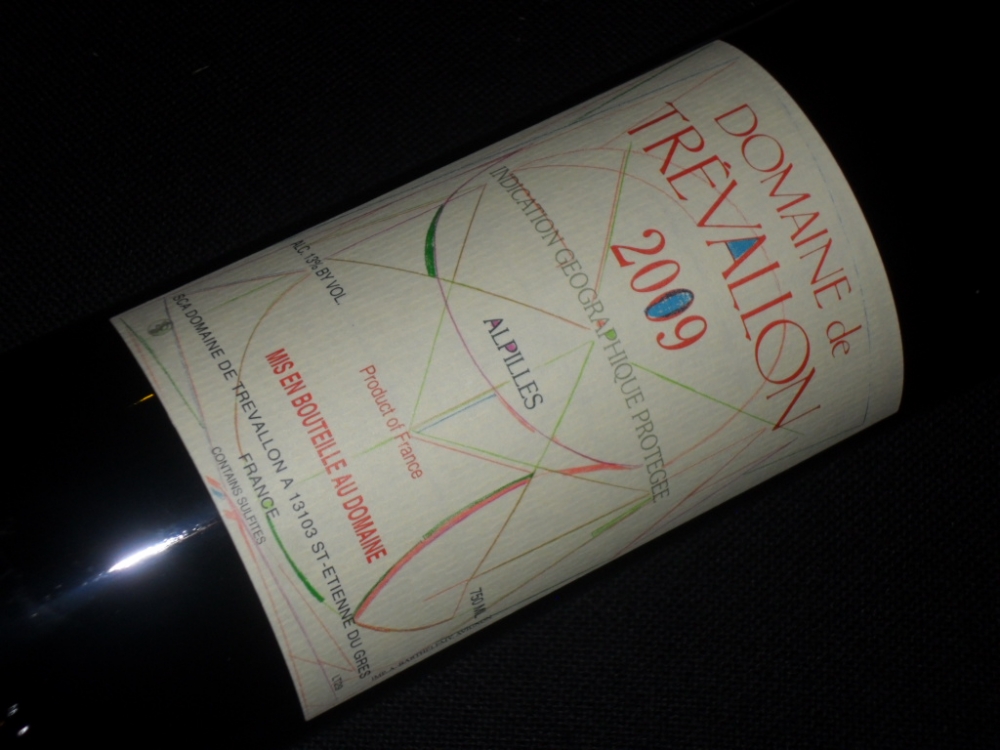 DOMAINE de
TRÉVALLON
2009
INDICATION GEOGRAPHIQUE PROTEGEE
ALPILLES
Product of France
ALC. 13% BY VOL.
750 ML
MIS EN BOUTEILLE AU DOMAINE
SCA DOMAINE DE TREVALLON A 13103 ST-ETIENNE DU GRES
FRANCE
CONTAINS SULFITES
LT09